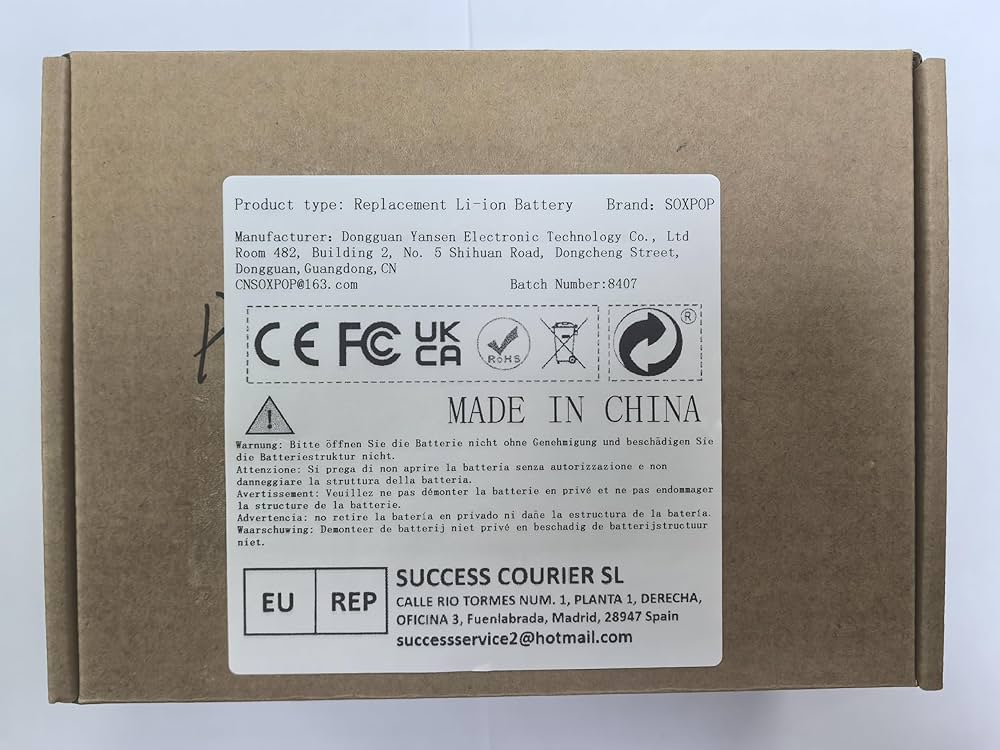 Product type: Replacement Li-ion Battery Brand: SOXPOP
Manufacturer: Dongguan Yansen Electronic Technology Co., Ltd
Room 482, Building 2, No. 5 Shihuan Road, Dongcheng Street,
Dongguan,Guangdong,CN
CNSOXPOP@163.com Batch Number:8407
CE FC UK CA RoHS ®
MADE IN CHINA
Warnung: Bitte öffnen Sie die Batterie nicht ohne Genehmigung und beschädigen Sie
die Batteriestruktur nicht.
Attenzione: Si prega di non aprire la batteria senza autorizzazione e non
danneggiare la struttura della batteria.
Avertissement: Veuillez ne pas démonter la batterie en privé et ne pas endommager
la structure de la batterie.
Advertencia: no retire la batería en privado ni dañe la estructura de la batería.
Waarschuwing: Demonteer de batterij niet privé en beschadig de batterijstructuur
niet.
EU REP
SUCCESS COURIER SL
CALLE RIO TORMES NUM. 1, PLANTA 1, DERECHA,
OFICINA 3, Fuenlabrada, Madrid, 28947 Spain
successservice2@hotmail.com